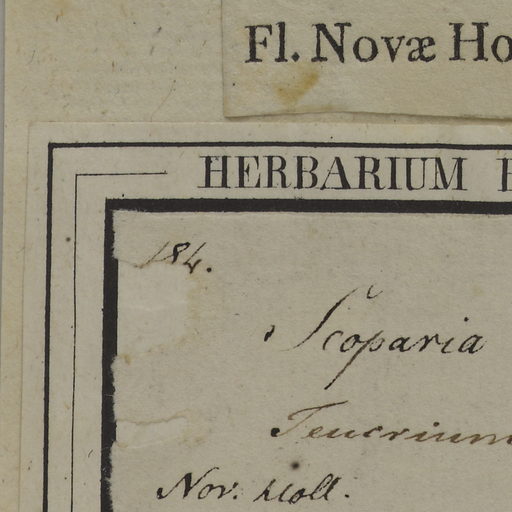 Fl. Novæ Ho
HERBARIUM
184.
Scoparia
Teucrium
Nov. Holl.